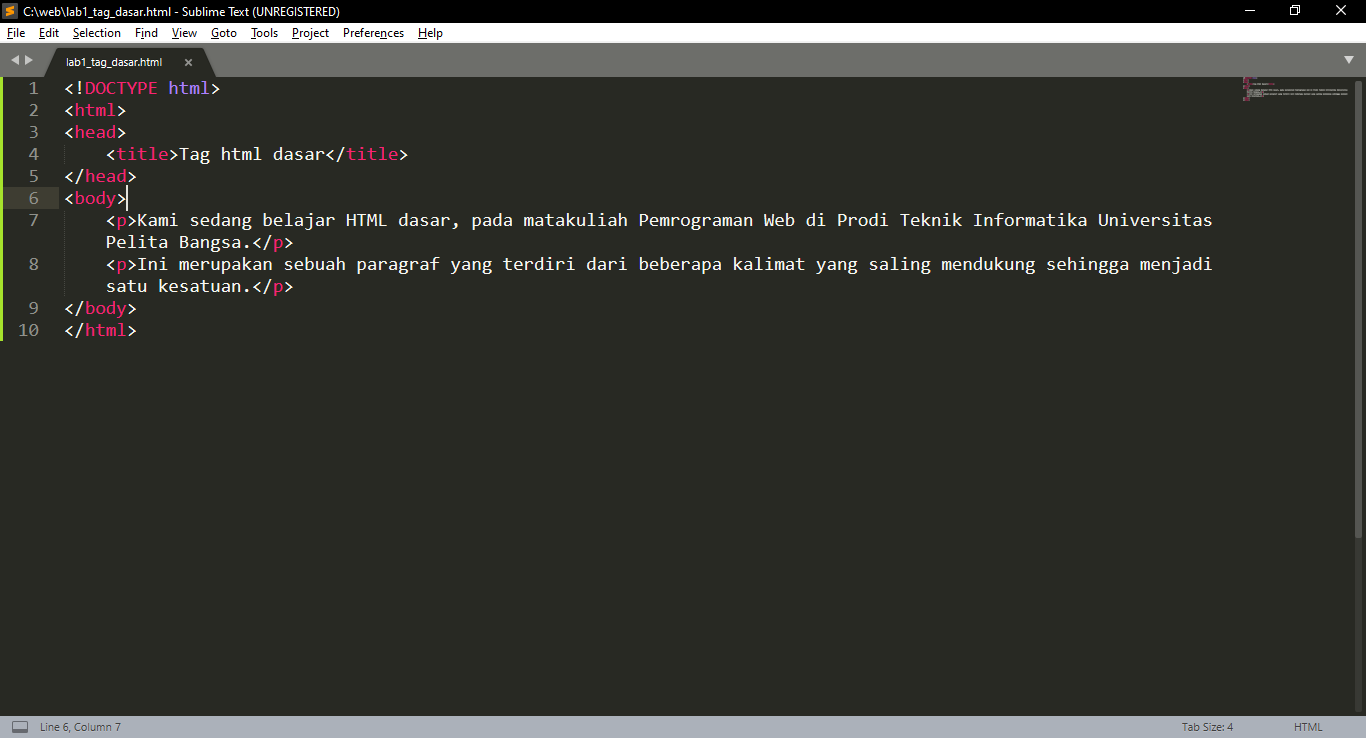 C:\web\lab1_tag_dasar.html - Sublime Text (UNREGISTERED)
File Edit Selection Find View Goto Tools Project Preferences Help
lab1_tag_dasar.html
1 <!DOCTYPE html>
2 <html>
3 <head>
4 <title>Tag html dasar</title>
5 </head>
6 <body>
7 <p>Kami sedang belajar HTML dasar, pada matakuliah Pemrograman Web di Prodi Teknik Informatika Universitas
Pelita Bangsa.</p>
8 <p>Ini merupakan sebuah paragraf yang terdiri dari beberapa kalimat yang saling mendukung sehingga menjadi
satu kesatuan.</p>
9 </body>
10 </html>
Line 6, Column 7 Tab Size: 4 HTML